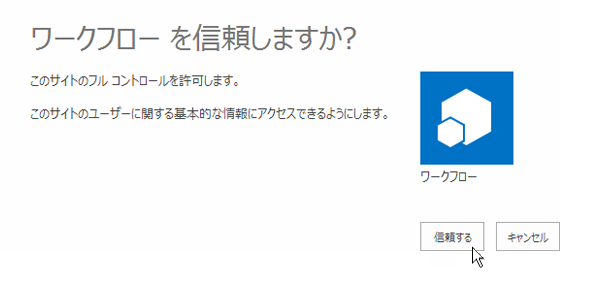 ワークフロー を信頼しますか?
このサイトのフル コントロールを許可します。
このサイトのユーザーに関する基本的な情報にアクセスできるようにします。
ワークフロー
信頼する
キャンセル